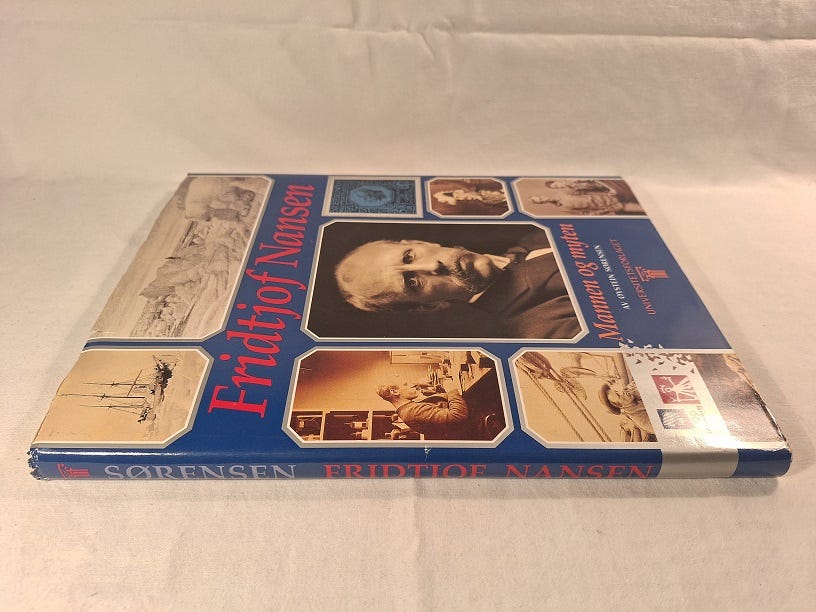 Fridtjof Nansen
Mannen og myten
AV ØYSTEIN SØRENSEN
UNIVERSITETSFORLAGET
SØRENSEN FRIDTJOF NANSEN